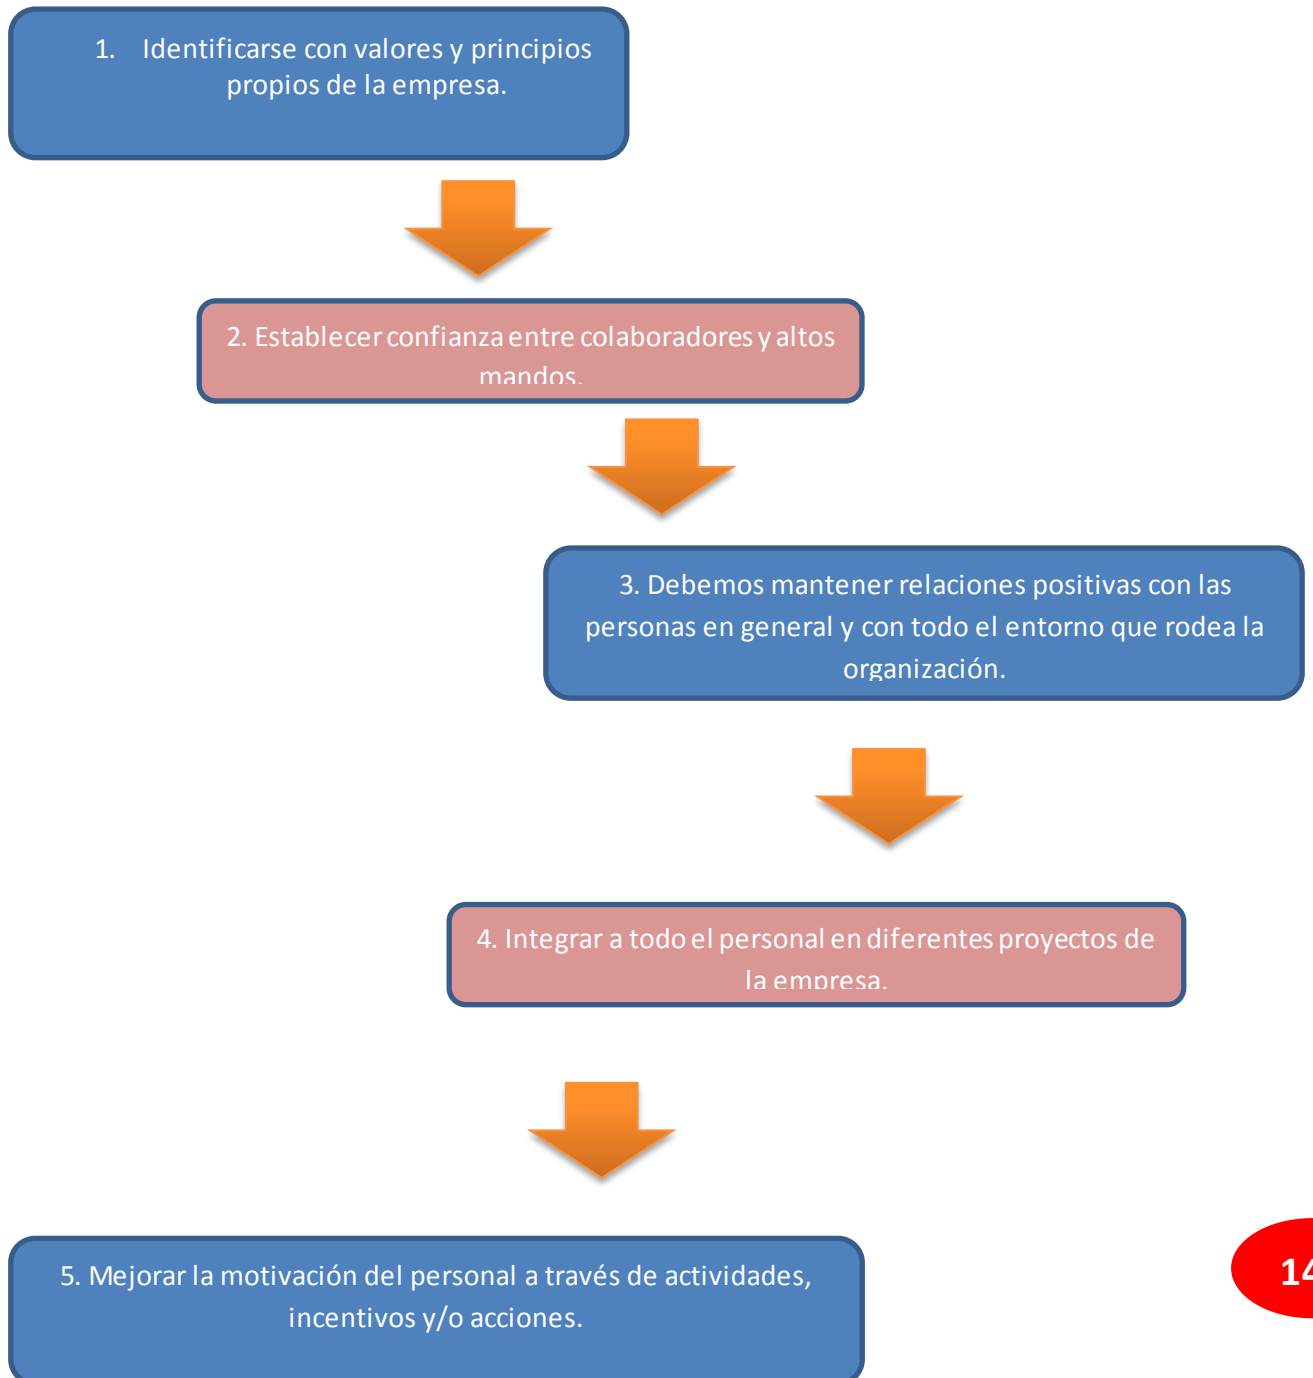 1. Identificarse con valores y principios
propios de la empresa.
2. Establecer confianza entre colaboradores y altos
mandos.
3. Debemos mantener relaciones positivas con las
personas en general y con todo el entorno que rodea la
organización.
4. Integrar a todo el personal en diferentes proyectos de
la empresa.
5. Mejorar la motivación del personal a través de actividades,
incentivos y/o acciones.
14